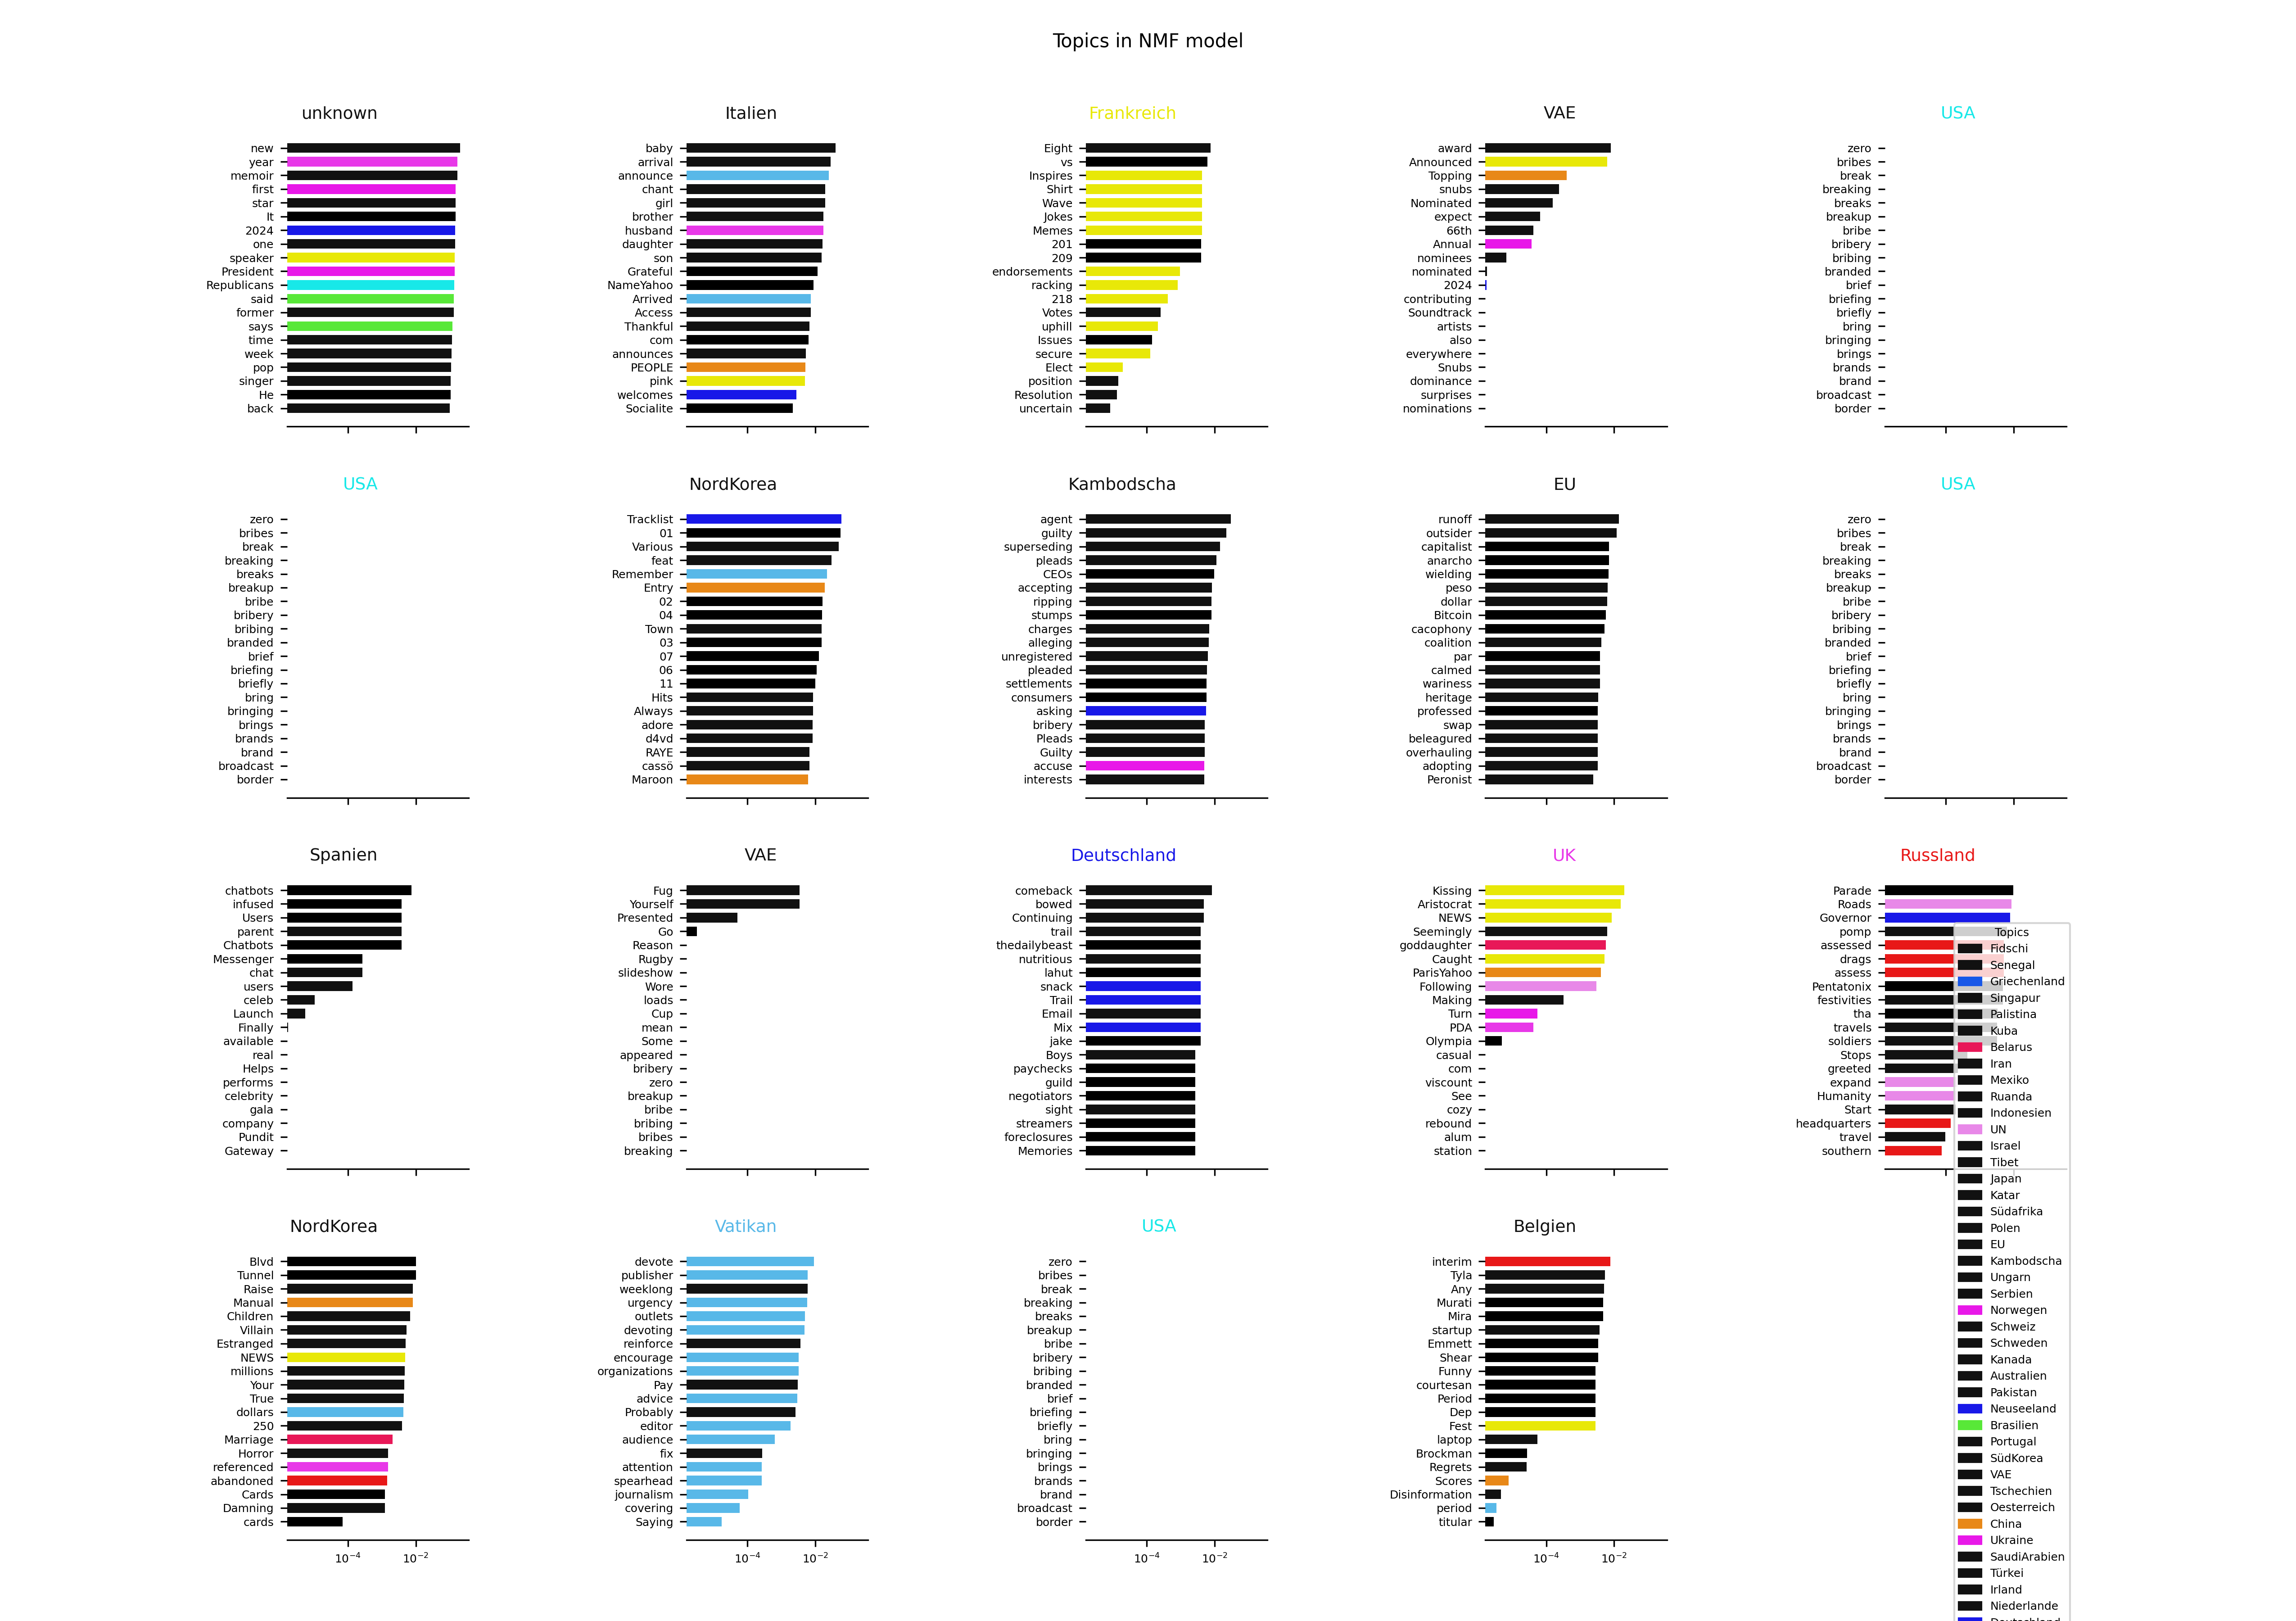 Topics in NMF model
unknown
new
year
memoir
first
star
It
2024
one
speaker
President
Republicans
said
former
says
time
week
pop
singer
He
back
Italien
baby
arrival
announce
chant
girl
brother
husband
daughter
son
Grateful
NameYahoo
Arrived
Access
Thankful
com
announces
PEOPLE
pink
welcomes
Socialite
Frankreich
Eight
vs
Inspires
Shirt
Wave
Jokes
Memes
201
209
endorsements
racking
218
Votes
uphill
Issues
secure
Elect
position
Resolution
uncertain
VAE
award
Announced
Topping
snubs
Nominated
expect
66th
Annual
nominees
nominated
2024
contributing
Soundtrack
artists
also
everywhere
Snubs
dominance
surprises
nominations
USA
zero
bribes
break
breaking
breaks
breakup
bribe
bribery
bribing
branded
brief
briefing
briefly
bring
bringing
brings
brands
brand
broadcast
border
USA
zero
bribes
break
breaking
breaks
breakup
bribe
bribery
bribing
branded
brief
briefing
briefly
bring
bringing
brings
brands
brand
broadcast
border
NordKorea
Tracklist
01
Various
feat
Remember
Entry
02
04
Town
03
07
06
11
Hits
Always
adore
d4vd
RAYE
cassö
Maroon
Kambodscha
agent
guilty
superseding
pleads
CEOs
accepting
ripping
stumps
charges
alleging
unregistered
pleaded
settlements
consumers
asking
bribery
Pleads
Guilty
accuse
interests
EU
runoff
outsider
capitalist
anarcho
wielding
peso
dollar
Bitcoin
cacophony
coalition
par
calmed
wariness
heritage
professed
swap
beleagured
overhauling
adopting
Peronist
USA
zero
bribes
break
breaking
breaks
breakup
bribe
bribery
bribing
branded
brief
briefing
briefly
bring
bringing
brings
brands
brand
broadcast
border
Spanien
chatbots
infused
Users
parent
Chatbots
Messenger
chat
users
celeb
Launch
Finally
available
real
Helps
performs
celebrity
gala
company
Pundit
Gateway
VAE
Fug
Yourself
Presented
Go
Reason
Rugby
slideshow
Wore
loads
Cup
mean
Some
appeared
bribery
zero
breakup
bribe
bribing
bribes
breaking
Deutschland
comeback
bowed
Continuing
trail
thedailybeast
nutritious
lahut
snack
Trail
Email
Mix
jake
Boys
paychecks
guild
negotiators
sight
streamers
foreclosures
Memories
UK
Kissing
Aristocrat
NEWS
Seemingly
goddaughter
Caught
ParisYahoo
Following
Making
Turn
PDA
Olympia
casual
com
viscount
See
cozy
rebound
alum
station
Russland
Parade
Roads
Governor
pomp
assessed
drags
assess
Pentatonix
festivities
tha
travels
soldiers
Stops
greeted
expand
Humanity
Start
headquarters
travel
southern
NordKorea
Blvd
Tunnel
Raise
Manual
Children
Villain
Estranged
NEWS
millions
Your
True
dollars
250
Marriage
Horror
referenced
abandoned
Cards
Damning
cards
10⁻⁴ 10⁻²
Vatikan
devote
publisher
weeklong
urgency
outlets
devoting
reinforce
encourage
organizations
Pay
advice
Probably
editor
audience
fix
attention
spearhead
journalism
covering
Saying
10⁻⁴ 10⁻²
USA
zero
bribes
break
breaking
breaks
breakup
bribe
bribery
bribing
branded
brief
briefing
briefly
bring
bringing
brings
brands
brand
broadcast
border
10⁻⁴ 10⁻²
Belgien
interim
Tyla
Any
Murati
Mira
startup
Emmett
Shear
Funny
courtesan
Period
Dep
Fest
laptop
Brockman
Regrets
Scores
Disinformation
period
titular
10⁻⁴ 10⁻²
Topics
Fidschi
Senegal
Griechenland
Singapur
Palistina
Kuba
Belarus
Iran
Mexiko
Ruanda
Indonesien
UN
Israel
Tibet
Japan
Katar
Südafrika
Polen
EU
Kambodscha
Ungarn
Serbien
Norwegen
Schweiz
Schweden
Kanada
Australien
Pakistan
Neuseeland
Brasilien
Portugal
SüdKorea
VAE
Tschechien
Oesterreich
China
Ukraine
SaudiArabien
Türkei
Irland
Niederlande